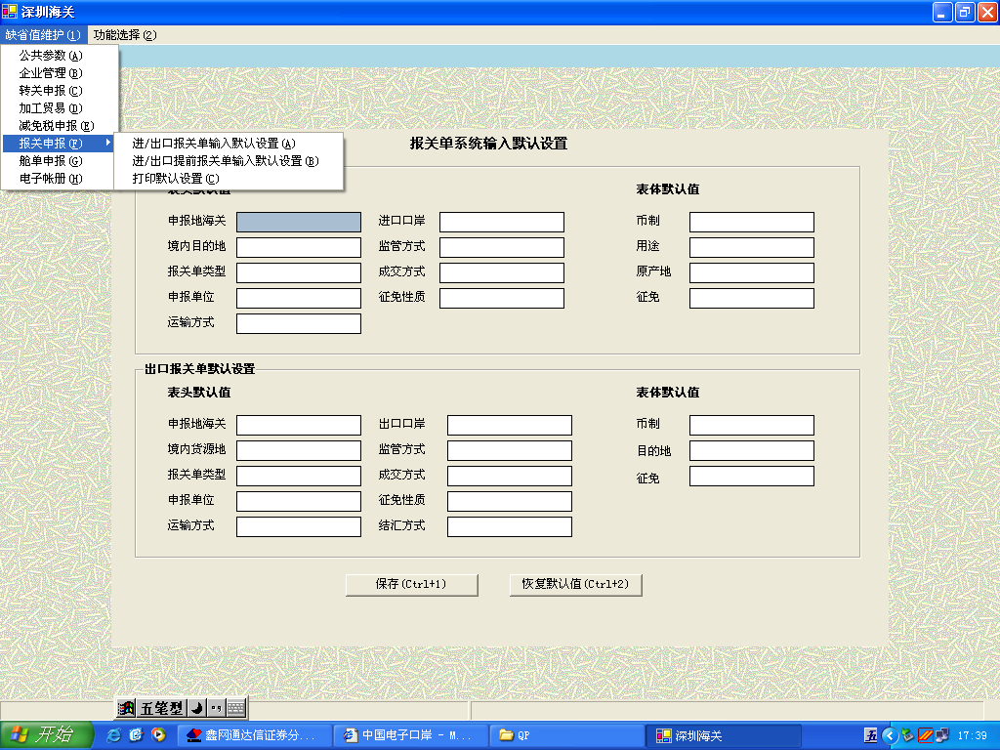 深圳海关
缺省值维护(1) 功能选择(2)
公共参数(A)
企业管理(B)
转关申报(C)
加工贸易(D)
减免税申报(E)
报关申报(F)
舱单申报(G)
电子帐册(H)
进/出口报关单输入默认设置(A)
进/出口提前报关单输入默认设置(B)
打印默认设置(C)
报关单系统输入默认设置
表头默认值 表体默认值
申报地海关 进口口岸 币制
境内目的地 监管方式 用途
报关单类型 成交方式 原产地
申报单位 征免性质 征免
运输方式
出口报关单默认设置
表头默认值 表体默认值
申报地海关 出口口岸 币制
境内货源地 监管方式 目的地
报关单类型 成交方式 征免
申报单位 征免性质
运输方式 结汇方式
保存(Ctrl+1) 恢复默认值(Ctrl+2)
五笔型
开始 鑫网通达信证券分... 中国电子口岸 - M... QP 深圳海关 五 17:39